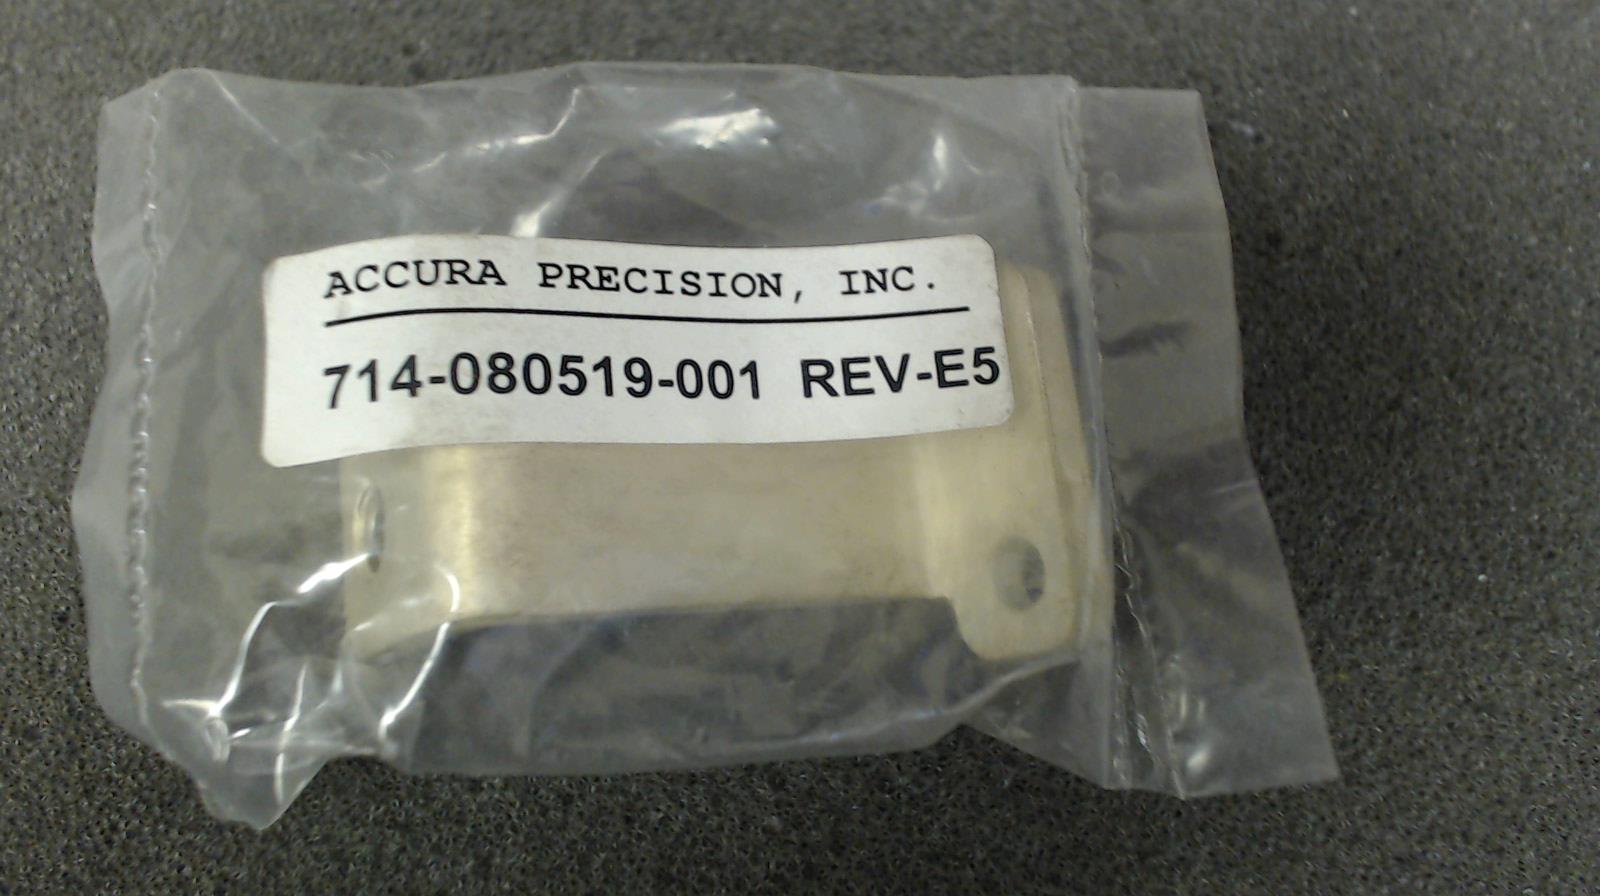 ACCURA PRECISION, INC.
714-080519-001 REV-E5